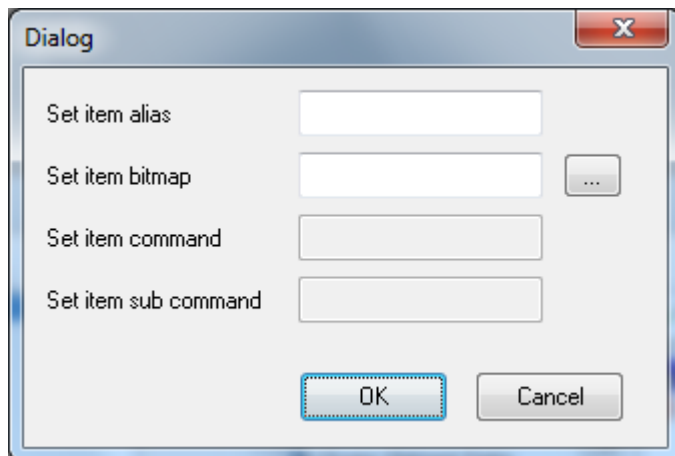 Dialog
Set item alias
Set item bitmap
...
Set item command
Set item sub command
OK
Cancel